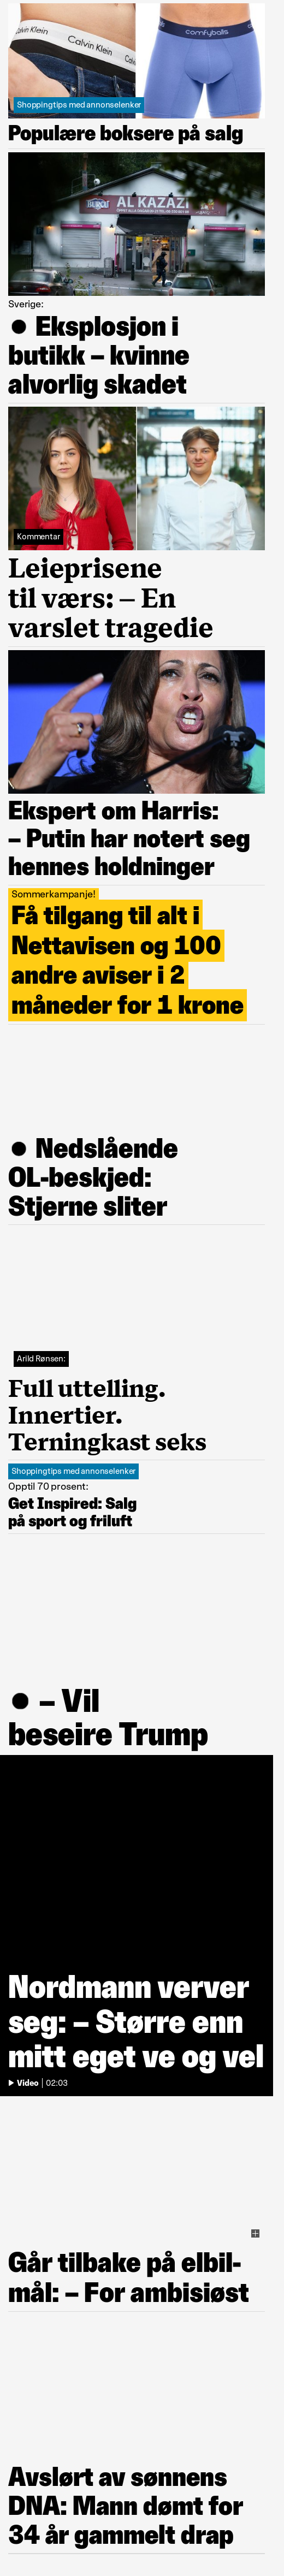 Calvin Klein
Calvin Klein
comfyballs
Shoppingtips med annonselenker
Populære boksere på salg
AL KAZAZI
Sverige:
● Eksplosjon i
butikk – kvinne
alvorlig skadet
Kommentar
Leieprisene
til værs: – En
varslet tragedie
Ekspert om Harris:
– Putin har notert seg
hennes holdninger
Sommerkampanje!
Få tilgang til alt i
Nettavisen og 100
andre aviser i 2
måneder for 1 krone
● Nedslående
OL-beskjed:
Stjerne sliter
Arild Rønsen:
Full uttelling.
Innertier.
Terningkast seks
Shoppingtips med annonselenker
Opptil 70 prosent:
Get Inspired: Salg
på sport og friluft
● – Vil
beseire Trump
Nordmann verver
seg: – Større enn
mitt eget ve og vel
Video | 02:03
Går tilbake på elbil-
mål: – For ambisiøst
Avslørt av sønnens
DNA: Mann dømt for
34 år gammelt drap